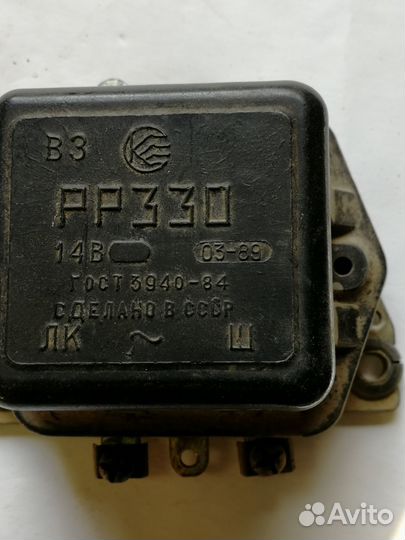 ВЗ
РР330
14В 03-89
ГОСТ 3940-84
СДЕЛАНО В СССР
ЛК ~ Ш
Avito